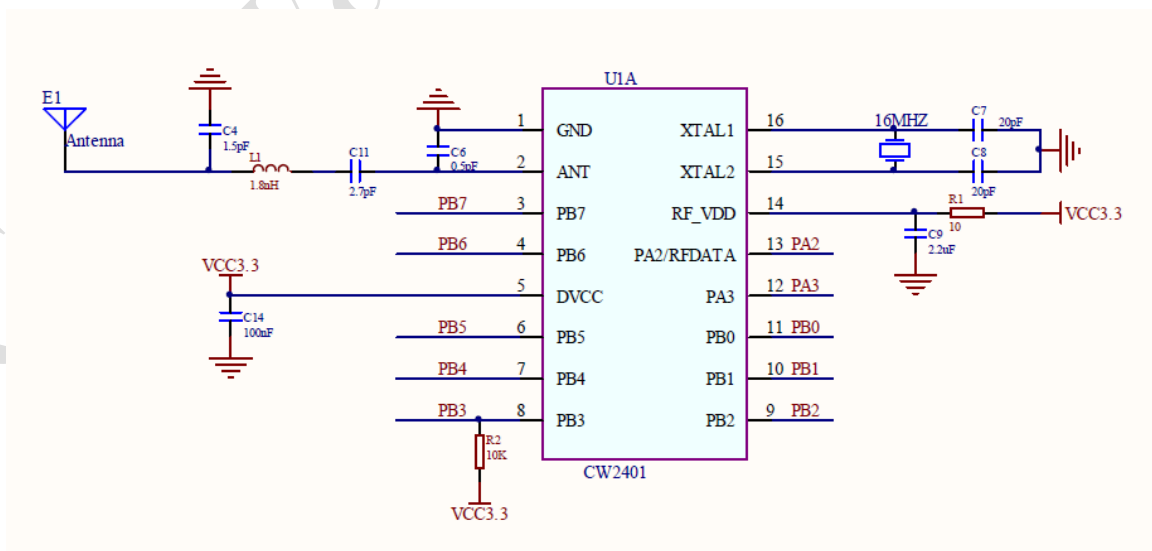 U1A
E1
Antenna
C4
1.5pF
L1
1.8nH
C11
2.7pF
C6
0.5pF
1 GND XTAL1 16
16MHZ
C7
20pF
2 ANT XTAL2 15
C8
20pF
PB7 3 PB7 RF_VDD 14
R1
10
VCC3.3
C9
2.2uF
PB6 4 PB6 PA2/RFDATA 13 PA2
VCC3.3
5 DVCC PA3 12 PA3
C14
100nF
PB5 6 PB5 PB0 11 PB0
PB4 7 PB4 PB1 10 PB1
PB3 8 PB3 PB2 9 PB2
R2
10K
VCC3.3
CW2401